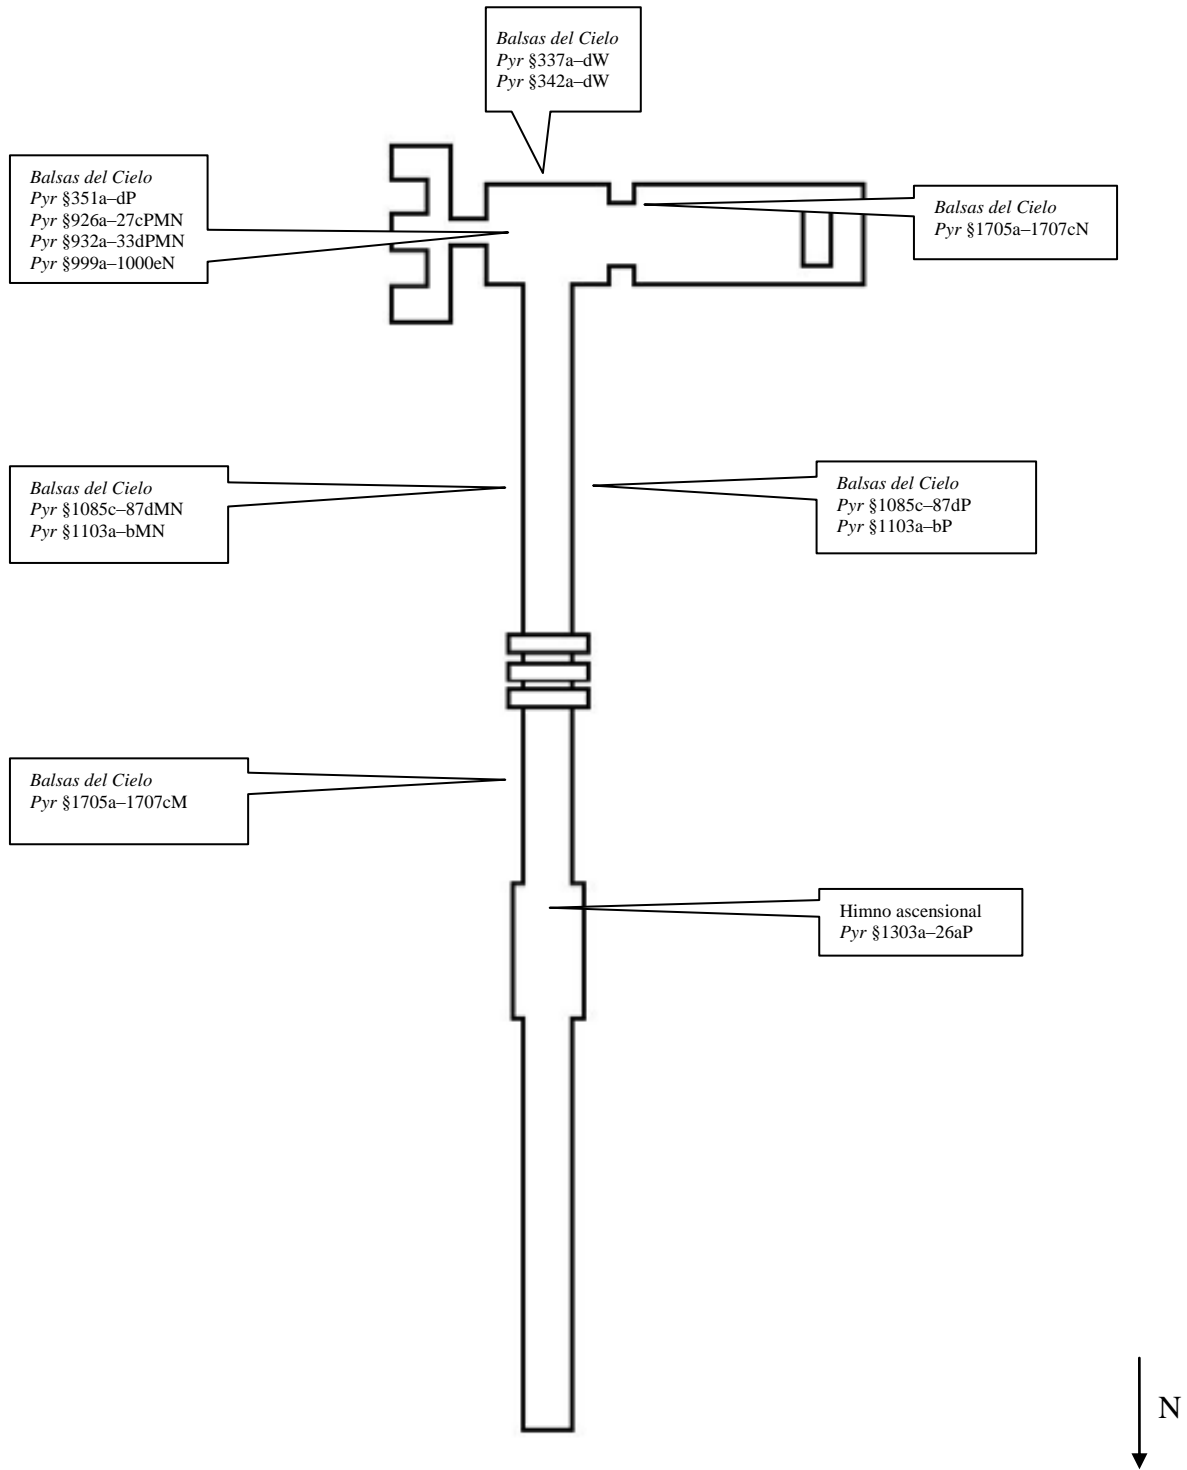 Balsas del Cielo
Pyr §337a–dW
Pyr §342a–dW
Balsas del Cielo
Pyr §351a–dP
Pyr §926a–27cPMN
Pyr §932a–33dPMN
Pyr §999a–1000eN
Balsas del Cielo
Pyr §1705a–1707cN
Balsas del Cielo
Pyr §1085c–87dMN
Pyr §1103a–bMN
Balsas del Cielo
Pyr §1085c–87dP
Pyr §1103a–bP
Balsas del Cielo
Pyr §1705a–1707cM
Himno ascensional
Pyr §1303a–26aP
N